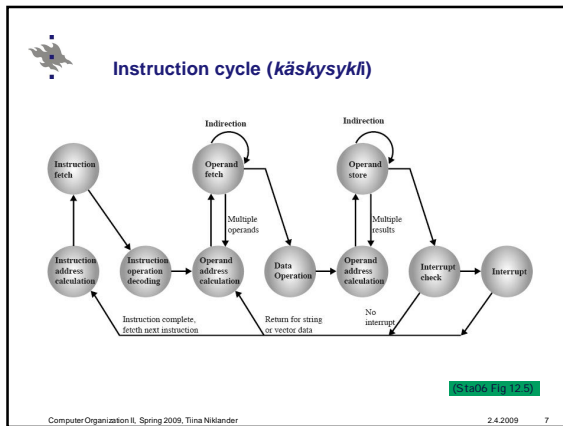 Instruction cycle (käskysykli)
Indirection
Indirection
Instruction
fetch
Operand
fetch
Operand
store
Multiple
operands
Multiple
results
Instruction
address
calculation
Instruction
operation
decoding
Operand
address
calculation
Data
Operation
Operand
address
calculation
Interrupt
check
Interrupt
Instruction complete,
feteth next instruction
Return for string
or vector data
No
interrupt
(Sta06 Fig 12.5)
Computer Organization II, Spring 2009, Tiina Niklander
2.4.2009
7